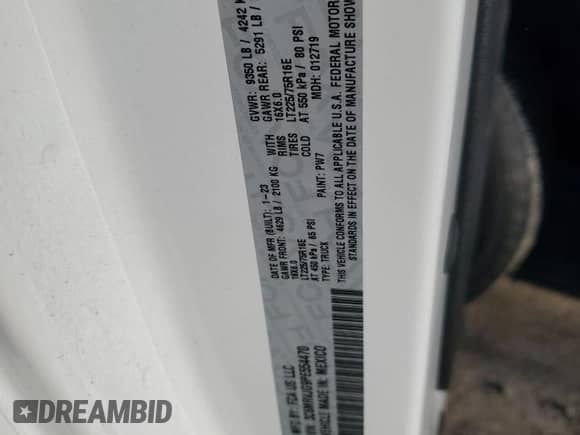 MFD BY: FCA US LLC
DATE OF MFR (BUILT): 1-23
GVWR: 9350 LB / 4242
GAWR FRONT: 4629 LB / 2100 KG WITH GAWR REAR: 5291 LB /
16X6.0 RIMS 16X6.0
LT225/75R16E TIRES LT225/75R16E
AT 450 kPa / 65 PSI COLD AT 550 kPa / 80 PSI
TYPE: TRUCK PAINT: PW7 MDH: 012719
THIS VEHICLE CONFORMS TO ALL APPLICABLE U.S.A. FEDERAL MOTOR
STANDARDS IN EFFECT ON THE DATE OF MANUFACTURE SHOW
VEHICLE MADE IN: MEXICO
DREAMBID